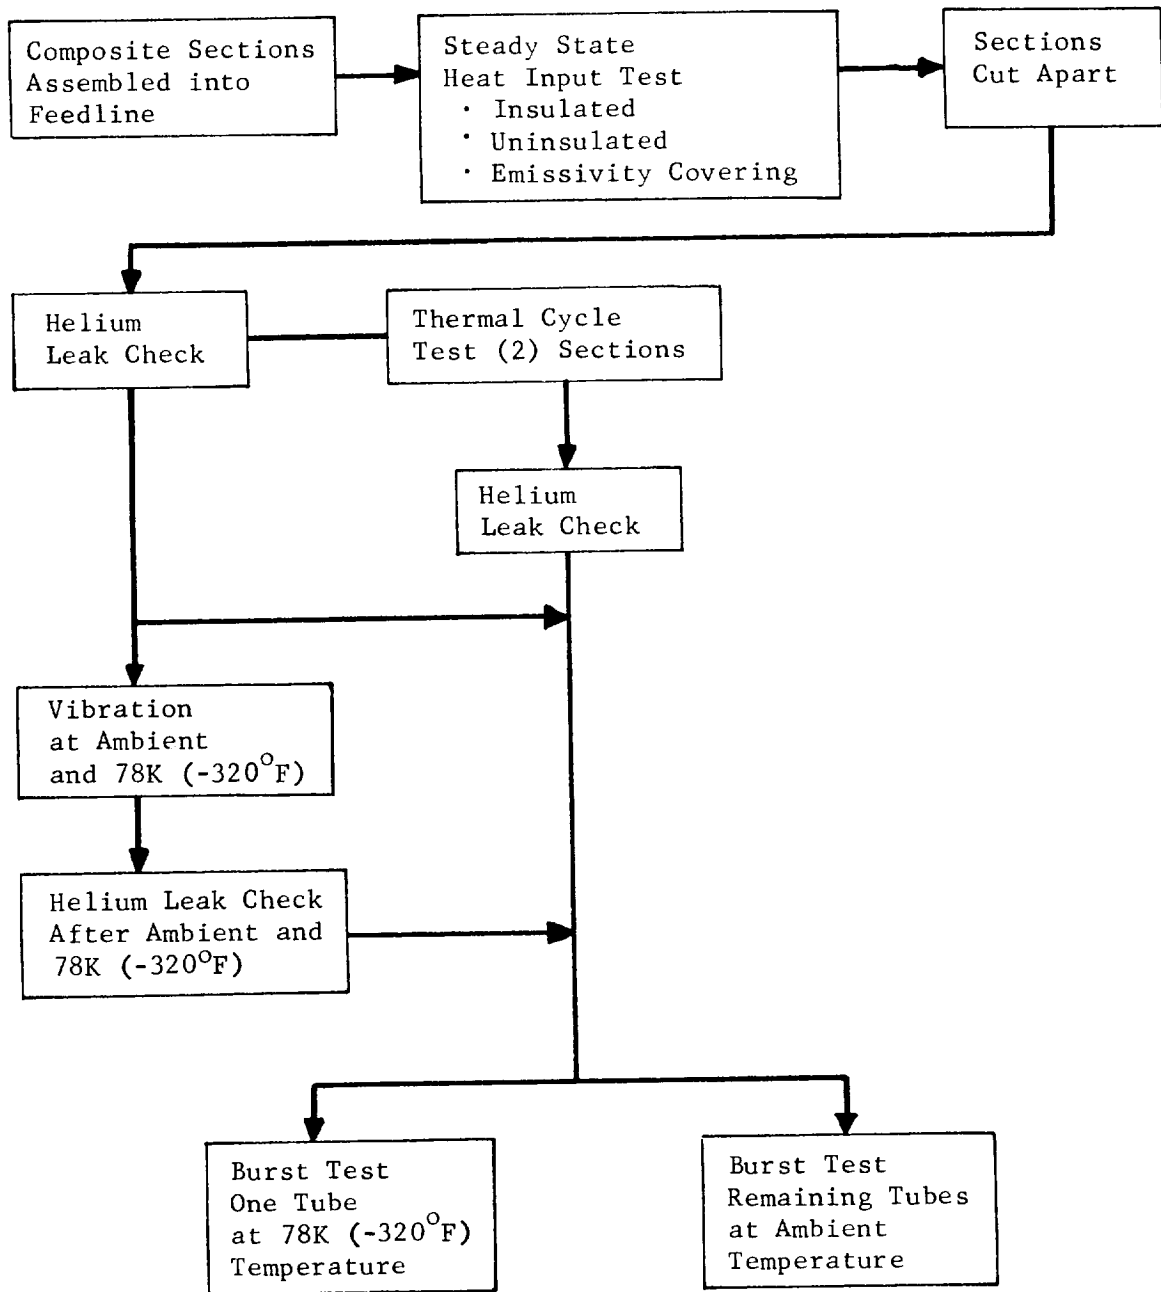 Composite Sections
Assembled into
Feedline
Steady State
Heat Input Test
· Insulated
· Uninsulated
· Emissivity Covering
Sections
Cut Apart
Helium
Leak Check
Thermal Cycle
Test (2) Sections
Helium
Leak Check
Vibration
at Ambient
and 78K (-320°F)
Helium Leak Check
After Ambient and
78K (-320°F)
Burst Test
One Tube
at 78K (-320°F)
Temperature
Burst Test
Remaining Tubes
at Ambient
Temperature